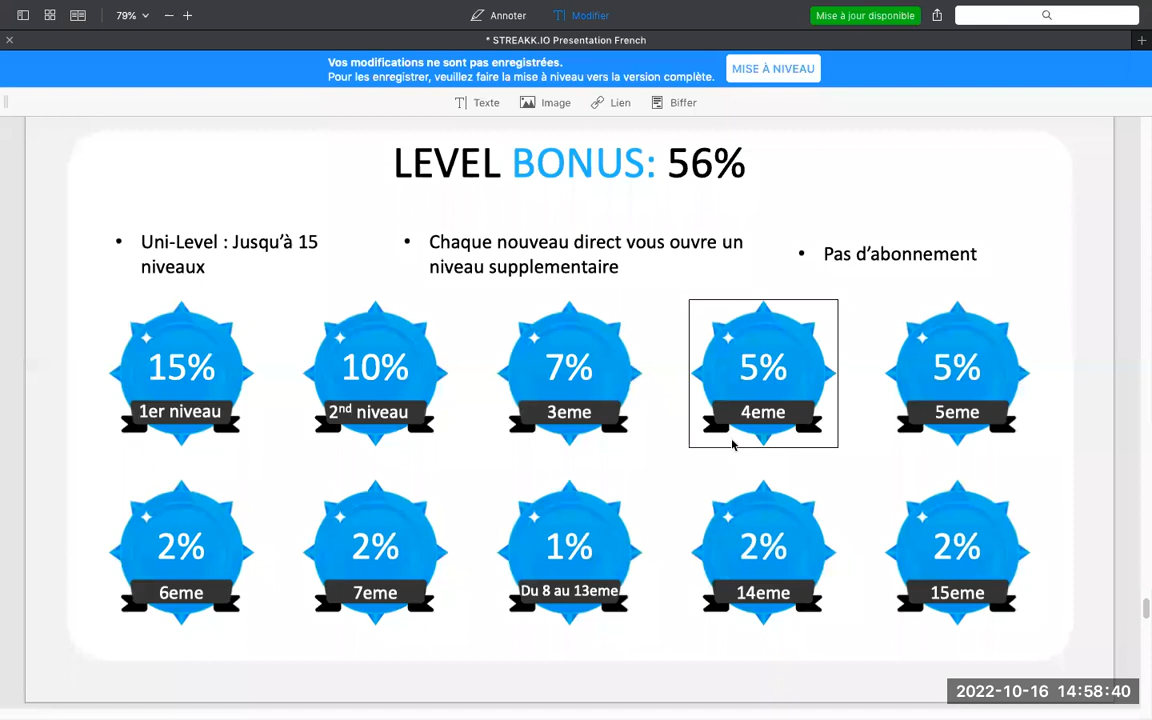 79%
Annoter
Modifier
Mise à jour disponible
* STREAKK.IO Presentation French
Vos modifications ne sont pas enregistrées.
Pour les enregistrer, veuillez faire la mise à niveau vers la version complète.
MISE À NIVEAU
Texte
Image
Lien
Biffer
LEVEL BONUS: 56%
• Uni-Level : Jusqu’à 15
niveaux
• Chaque nouveau direct vous ouvre un
niveau supplementaire
• Pas d’abonnement
15%
1er niveau
10%
2nd niveau
7%
3eme
5%
4eme
5%
5eme
2%
6eme
2%
7eme
1%
Du 8 au 13eme
2%
14eme
2%
15eme
2022-10-16 14:58:40